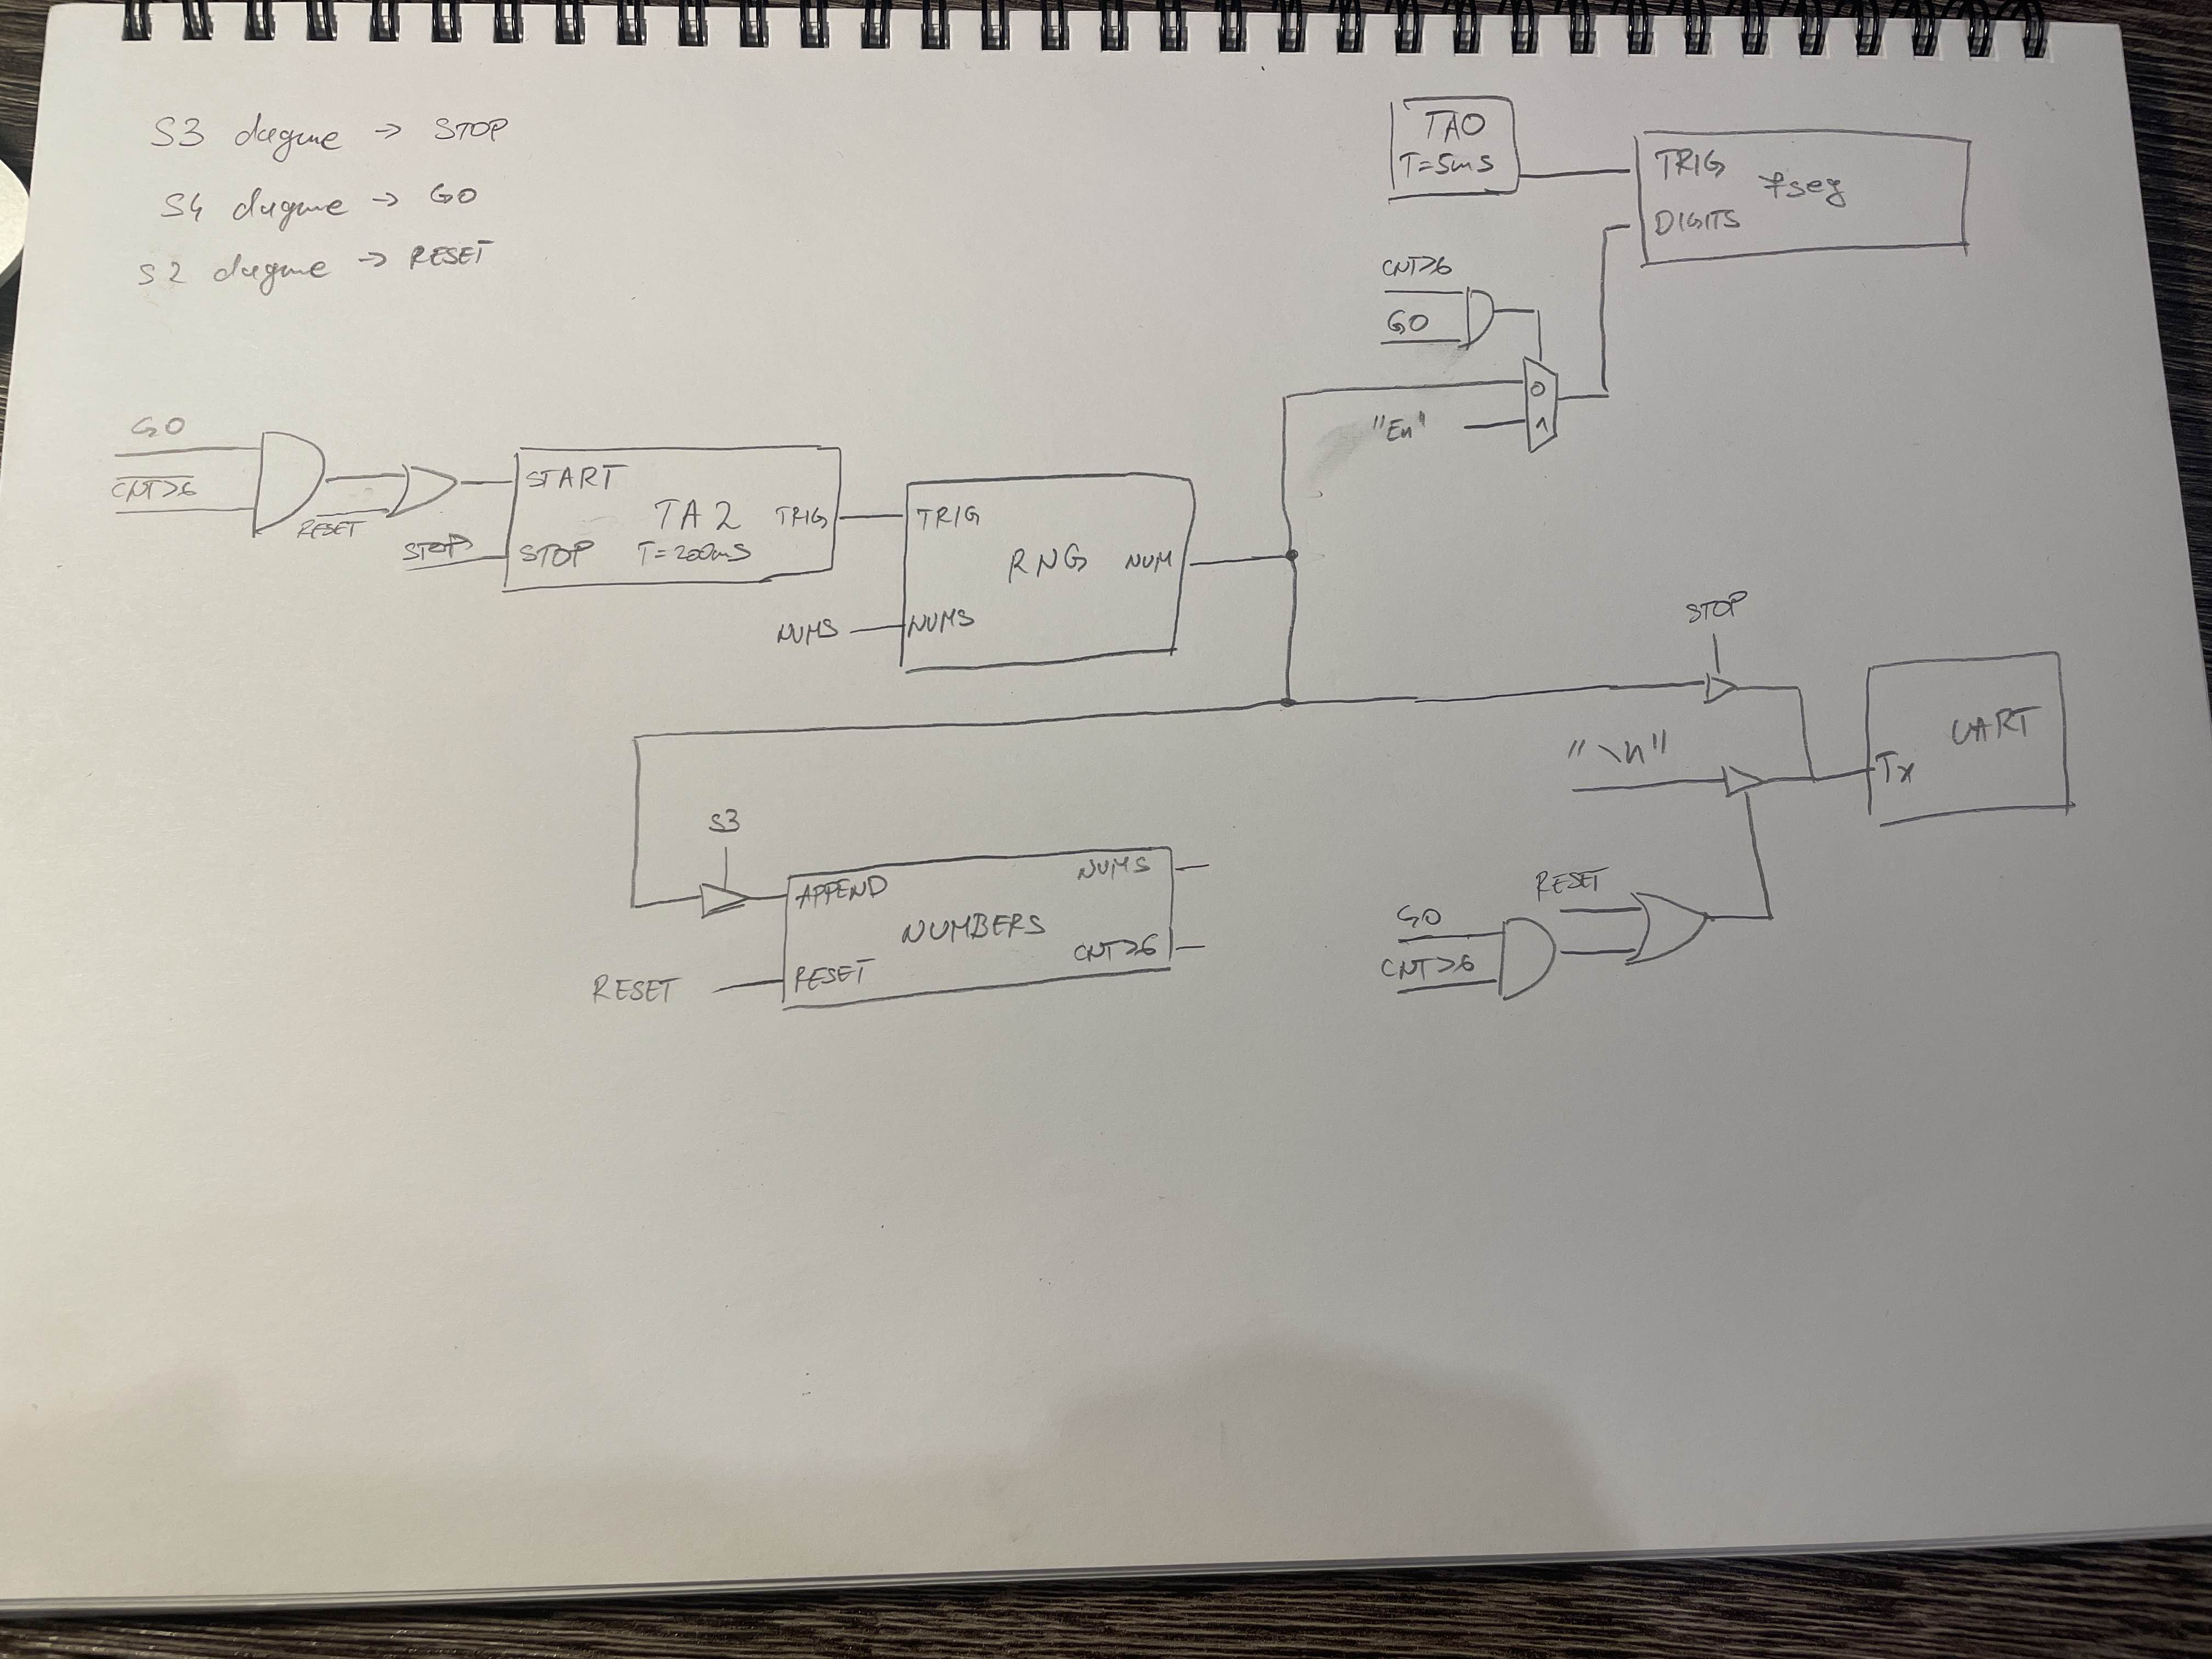 S3 dugme → STOP
S4 dugme → GO
S2 dugme → RESET
TA0
T=5ms
TRIG
7seg
DIGITS
CNT>6
GO
0
1
"En"
GO
CNT>6
RESET
STOP
START
TA2
TRIG
STOP
T=200ms
TRIG
RNG
NUM
NUMS
NUMS
STOP
"\n"
UART
Tx
S3
APPEND
NUMS
NUMBERS
CNT>6
RESET
RESET
RESET
GO
CNT>6